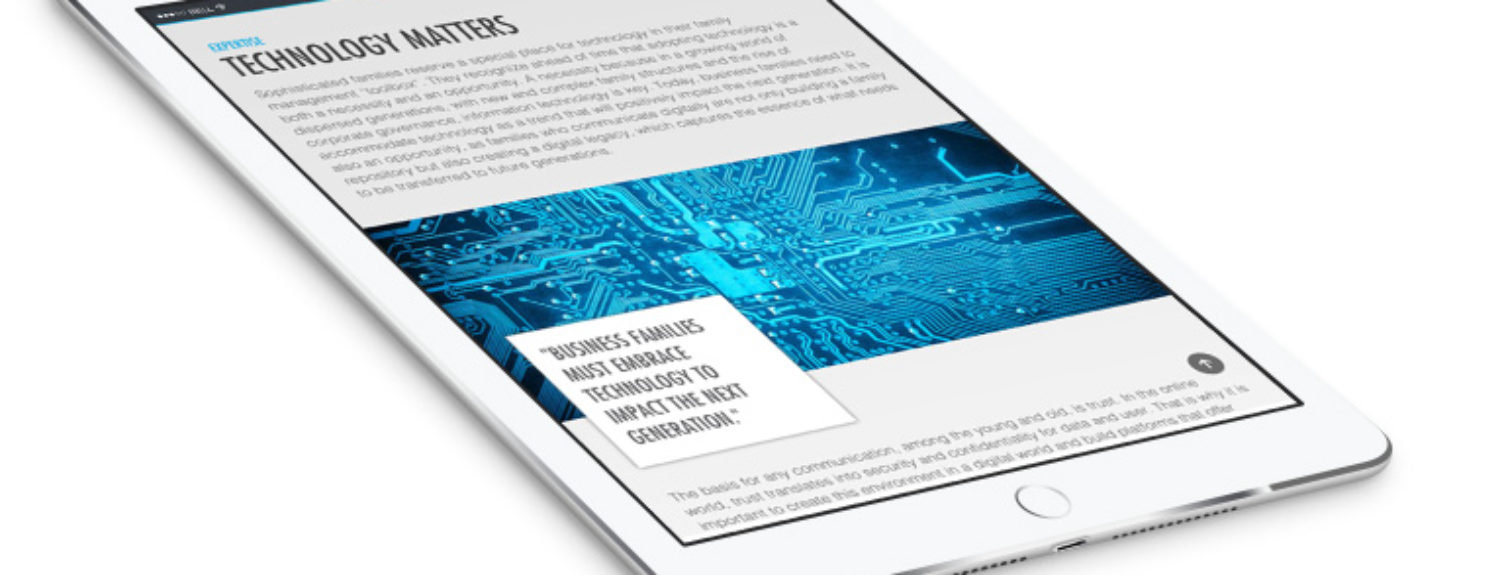 BELL
EXPERTISE
TECHNOLOGY MATTERS
Sophisticated families reserve a special place for technology in their family
management "toolbox". They recognize ahead of time that adopting technology is a
both a necessity and an opportunity. A necessity because in a growing world of
dispersed generations, with new and complex family structures and the rise of
corporate governance, information technology is key. Today, business families need to
accommodate technology as a trend that will positively impact the next generation. It is
also an opportunity, as families who communicate digitally are not only building a family
repository but also creating a digital legacy, which captures the essence of what needs
to be transferred to future generations.
"BUSINESS FAMILIES
MUST EMBRACE
TECHNOLOGY TO
IMPACT THE NEXT
GENERATION."
The basis for any communication, among the young and old, is trust. In the online
world, trust translates into security and confidentiality for data and user. That is why it is
important to create this environment in a digital world and build platforms that offer